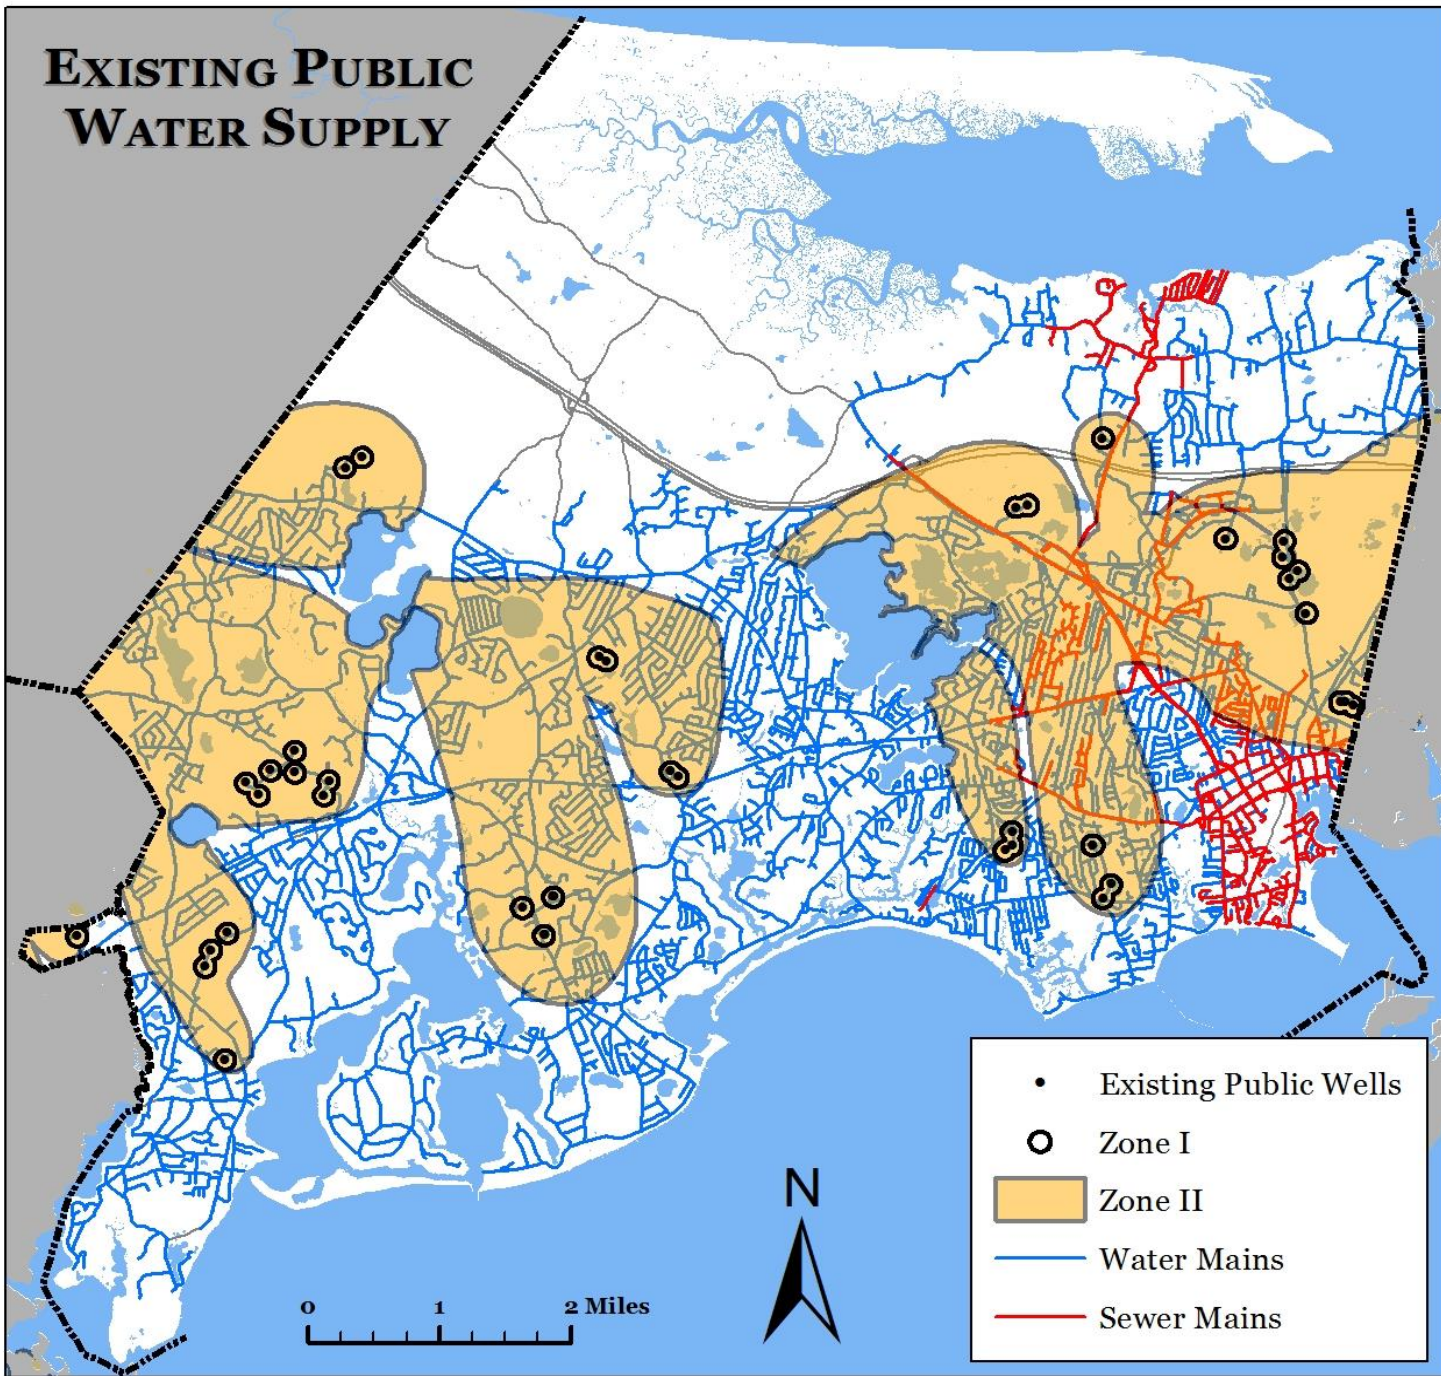 EXISTING PUBLIC
WATER SUPPLY
N
0 1 2 Miles
Existing Public Wells
Zone I
Zone II
Water Mains
Sewer Mains